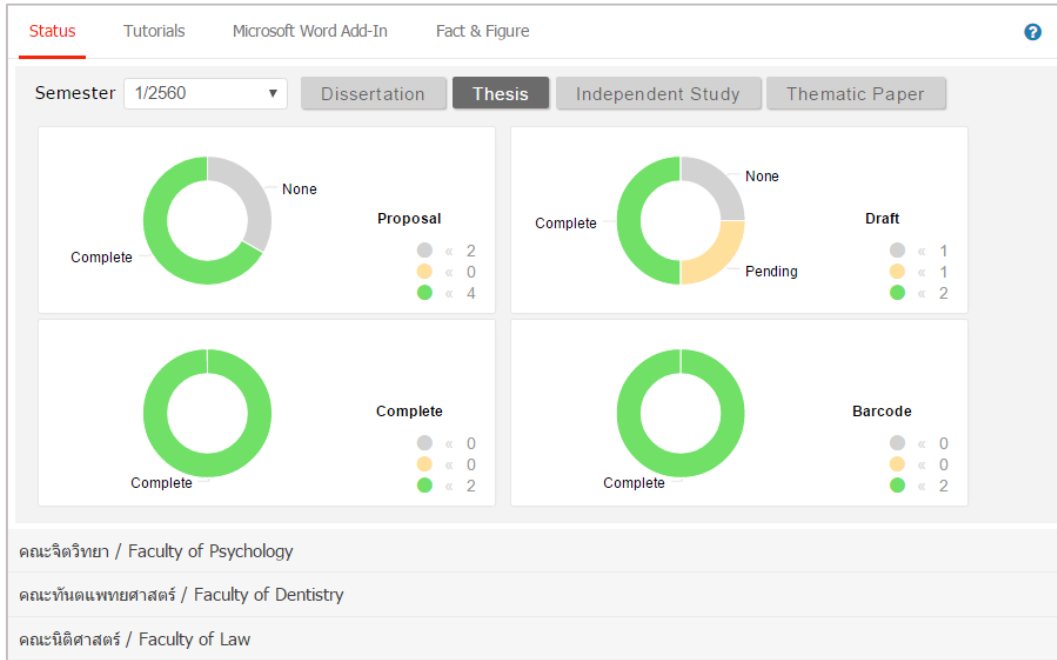 Status Tutorials Microsoft Word Add-In Fact & Figure ?
Semester 1/2560 ▼ Dissertation Thesis Independent Study Thematic Paper
None
Proposal
Complete
« 2
« 0
« 4
None
Complete
Draft
Pending
« 1
« 1
« 2
Complete
Complete
« 0
« 0
« 2
Barcode
Complete
« 0
« 0
« 2
คณะจิตวิทยา / Faculty of Psychology
คณะทันตแพทยศาสตร์ / Faculty of Dentistry
คณะนิติศาสตร์ / Faculty of Law